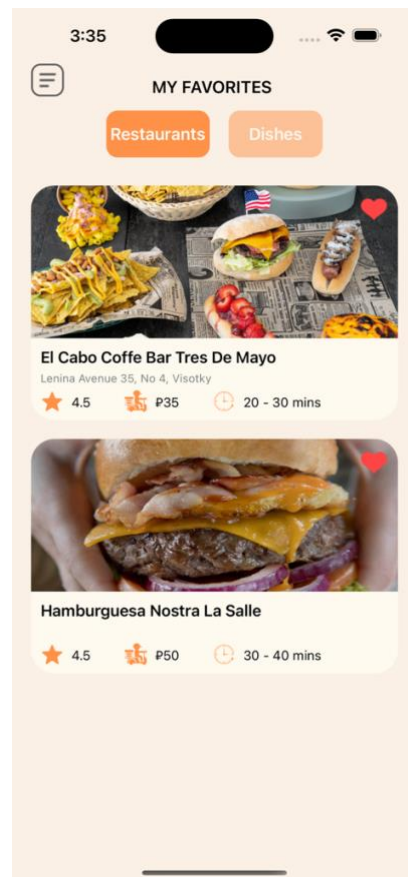 3:35
MY FAVORITES
Restaurants
Dishes
El Cabo Coffe Bar Tres De Mayo
Lenina Avenue 35, No 4, Visotky
4.5
₽35
20 - 30 mins
Hamburguesa Nostra La Salle
4.5
₽50
30 - 40 mins